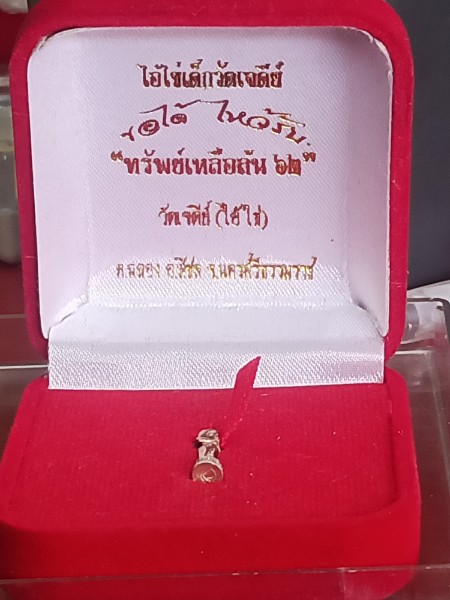 ไอ้ไข่เด็กวัดเจดีย์
ขอได้ ไหว้รับ
"ทรัพย์เหลือล้น ๖๒"
วัดเจดีย์ (ไอ้ไข่)
ต.ฉลอง อ.สิชล จ.นครศรีธรรมราช